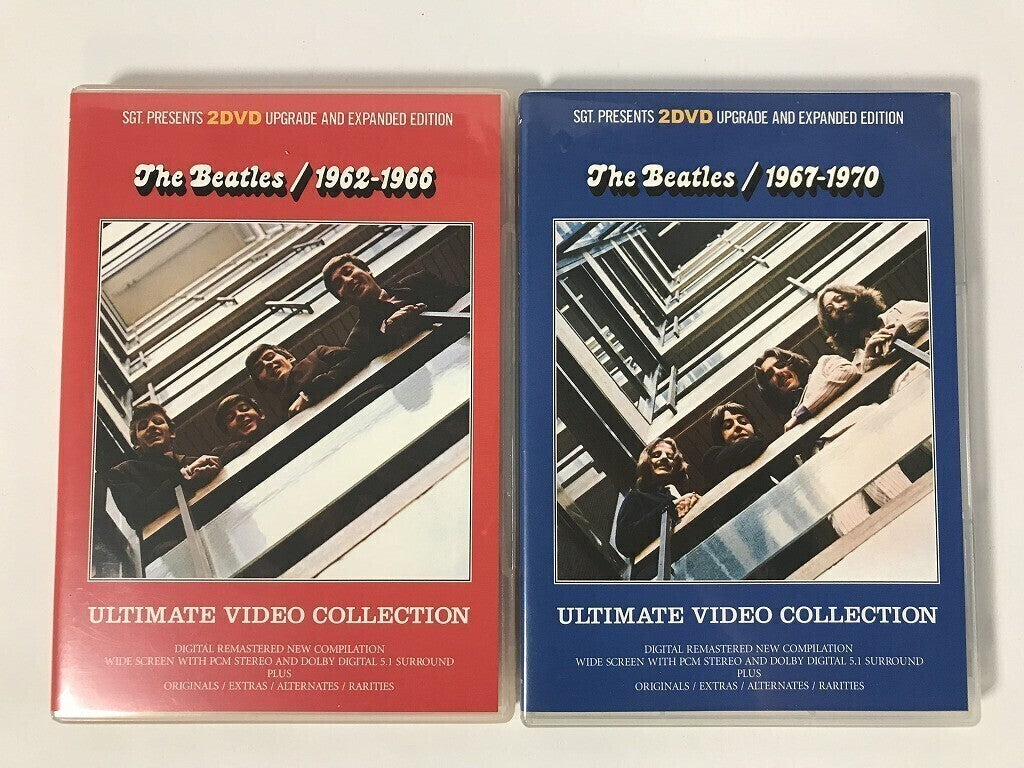 SGT. PRESENTS 2DVD UPGRADE AND EXPANDED EDITION
The Beatles / 1962-1966
ULTIMATE VIDEO COLLECTION
DIGITAL REMASTERED NEW COMPILATION
WIDE SCREEN WITH PCM STEREO AND DOLBY DIGITAL 5.1 SURROUND
PLUS
ORIGINALS / EXTRAS / ALTERNATES / RARITIES
SGT. PRESENTS 2DVD UPGRADE AND EXPANDED EDITION
The Beatles / 1967-1970
ULTIMATE VIDEO COLLECTION
DIGITAL REMASTERED NEW COMPILATION
WIDE SCREEN WITH PCM STEREO AND DOLBY DIGITAL 5.1 SURROUND
PLUS
ORIGINALS / EXTRAS / ALTERNATES / RARITIES